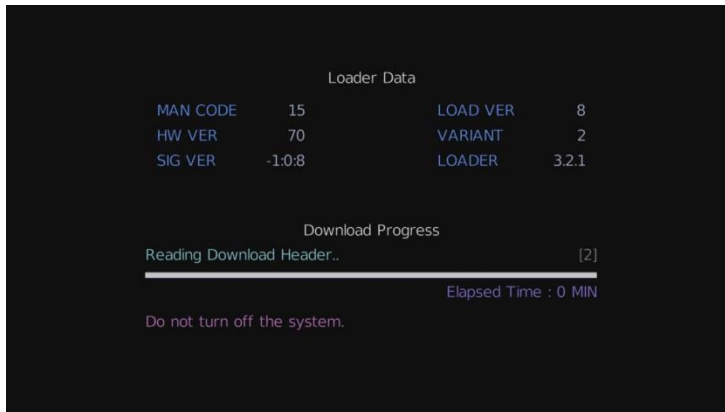 Loader Data
MAN CODE 15 LOAD VER 8
HW VER 70 VARIANT 2
SIG VER -1:0:8 LOADER 3.2.1
Download Progress
Reading Download Header.. [2]
Elapsed Time : 0 MIN
Do not turn off the system.